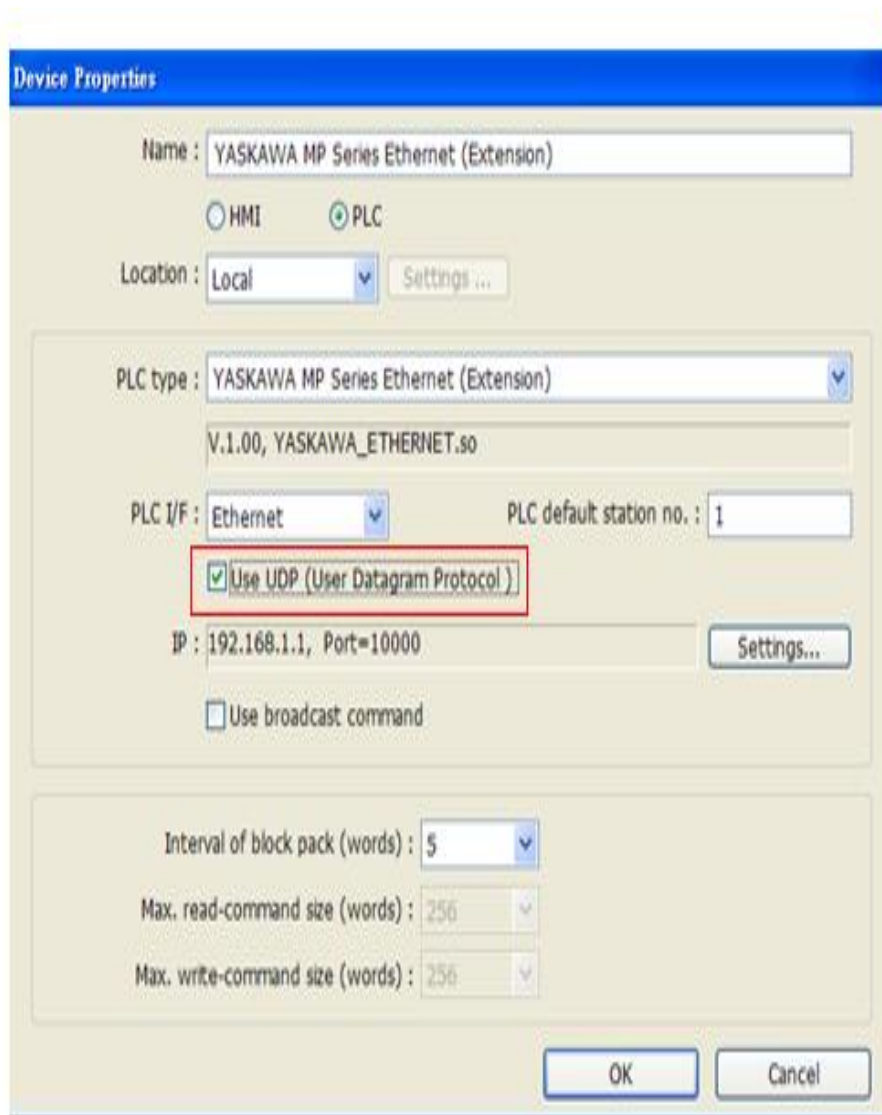 Device Properties
Name : YASKAWA MP Series Ethernet (Extension)
HMI PLC
Location : Local Settings ...
PLC type : YASKAWA MP Series Ethernet (Extension)
V.1.00, YASKAWA_ETHERNET.so
PLC I/F : Ethernet PLC default station no. : 1
Use UDP (User Datagram Protocol )
IP : 192.168.1.1, Port=10000 Settings...
Use broadcast command
Interval of block pack (words) : 5
Max. read-command size (words) : 256
Max. write-command size (words) : 256
OK Cancel